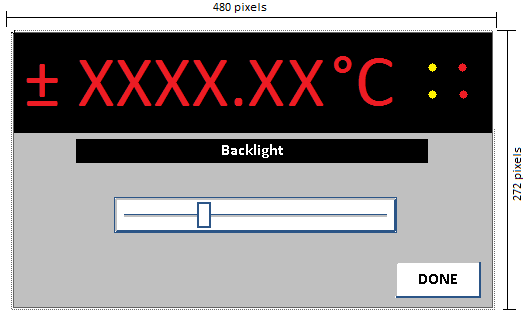 480 pixels
± XXXX.XX°C
Backlight
272 pixels
DONE